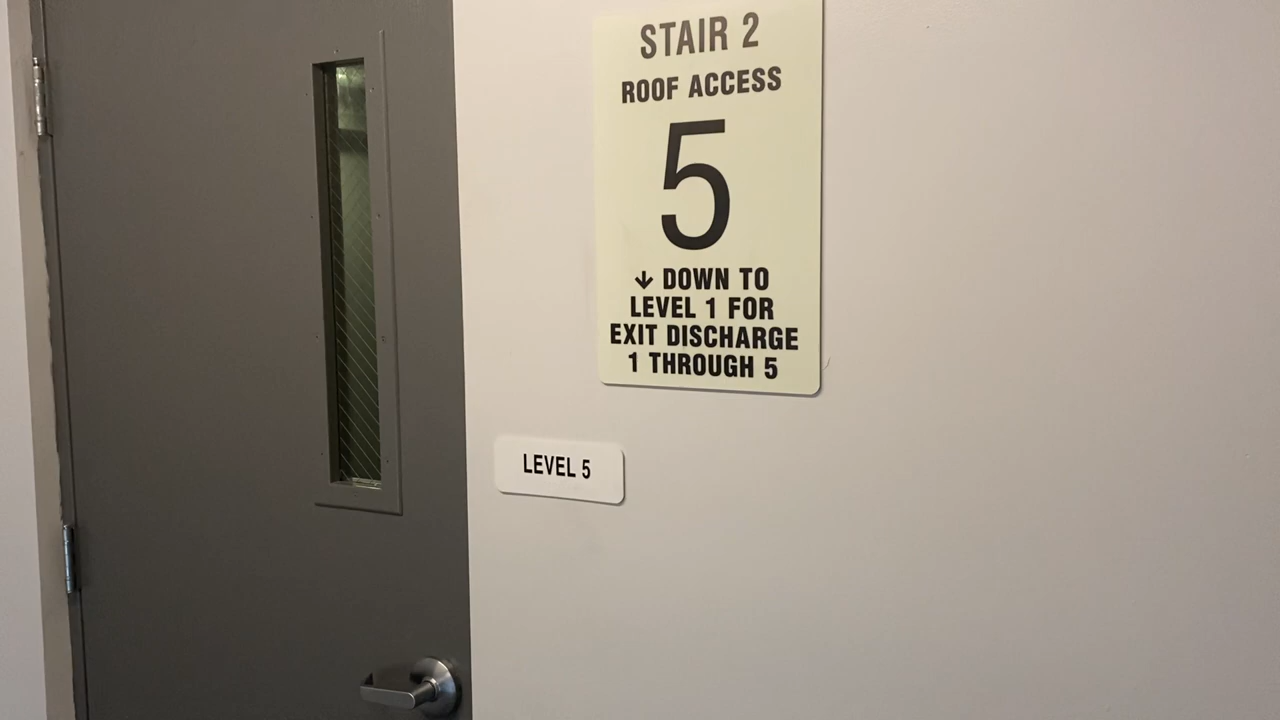 STAIR 2
ROOF ACCESS
5
↓ DOWN TO
LEVEL 1 FOR
EXIT DISCHARGE
1 THROUGH 5
LEVEL 5